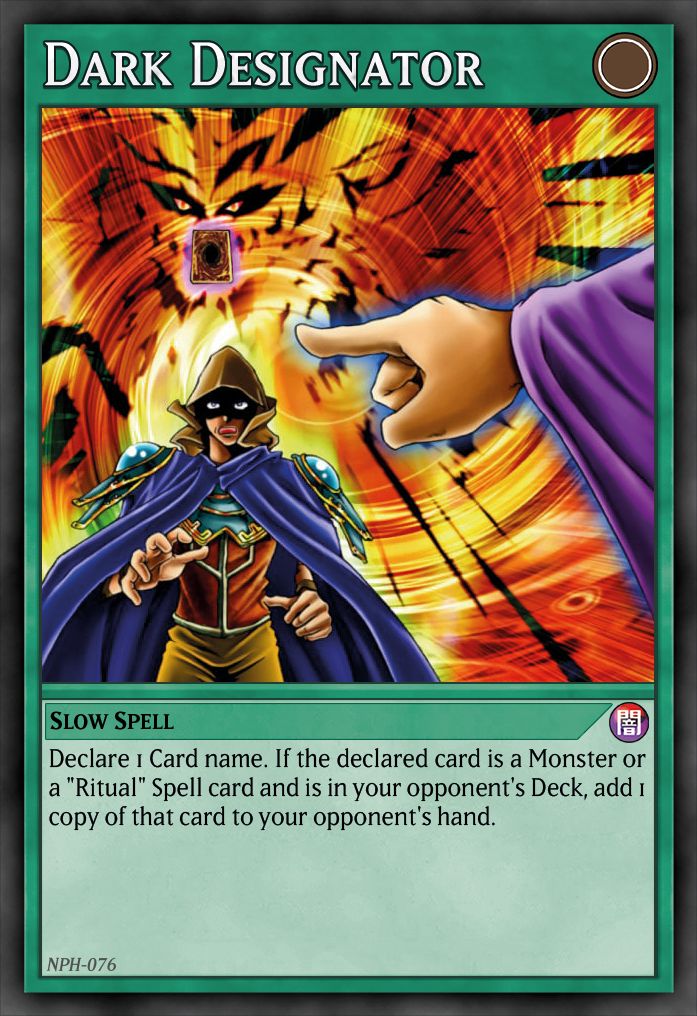 DARK DESIGNATOR
SLOW SPELL
闇
Declare 1 Card name. If the declared card is a Monster or
a "Ritual" Spell card and is in your opponent's Deck, add 1
copy of that card to your opponent's hand.
NPH-076